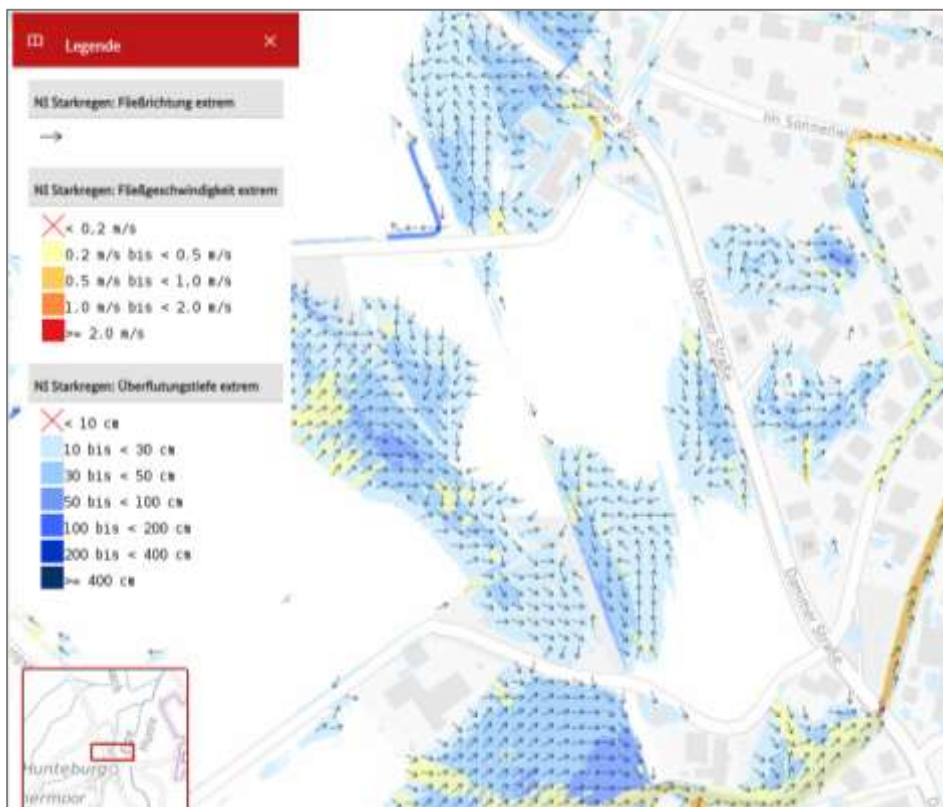 Legende
NI Starkregen: Fließrichtung extrem
NI Starkregen: Fließgeschwindigkeit extrem
< 0.2 m/s
0.2 m/s bis < 0.5 m/s
0.5 m/s bis < 1.0 m/s
1.0 m/s bis < 2.0 m/s
>= 2.0 m/s
NI Starkregen: Überflutungstiefe extrem
< 10 cm
10 bis < 30 cm
30 bis < 50 cm
50 bis < 100 cm
100 bis < 200 cm
200 bis < 400 cm
>= 400 cm
Dammer Straße
Dammer Straße
Hunteburg
Hunte